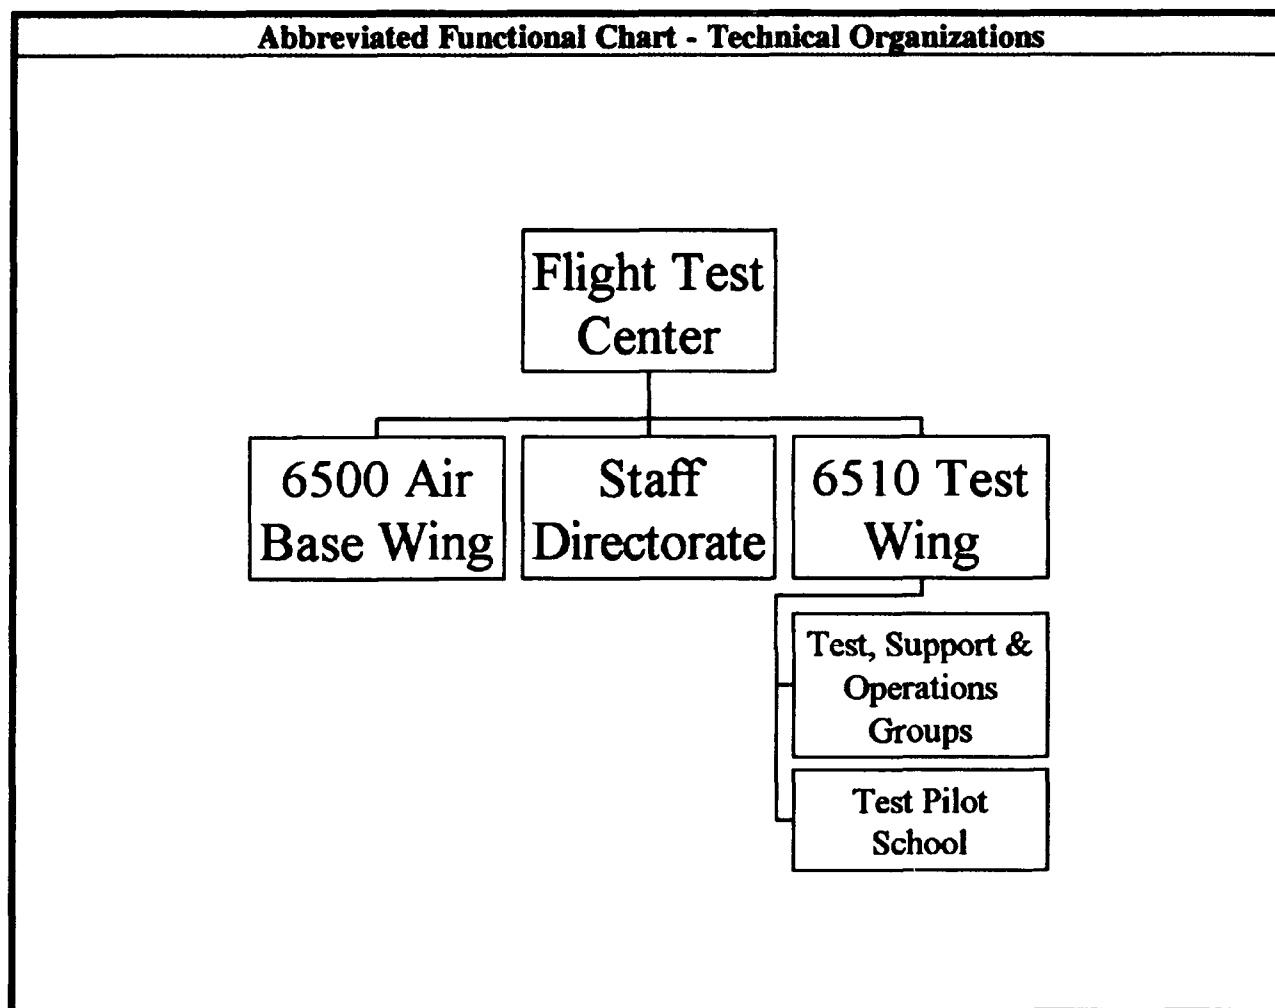 Abbreviated Functional Chart - Technical Organizations
Flight Test
Center
6500 Air
Base Wing
Staff
Directorate
6510 Test
Wing
Test, Support &
Operations
Groups
Test Pilot
School